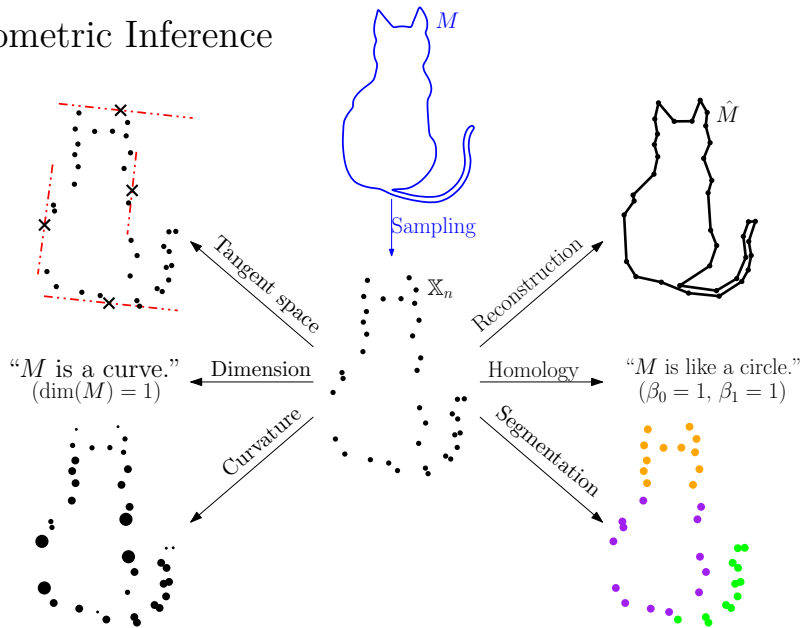 ometric Inference
M
M̂
Sampling
Tangent space
𝕏ₙ
Reconstruction
“M is a curve.”
(dim(M) = 1)
Dimension
Homology
“M is like a circle.”
(β₀ = 1, β₁ = 1)
Curvature
Segmentation